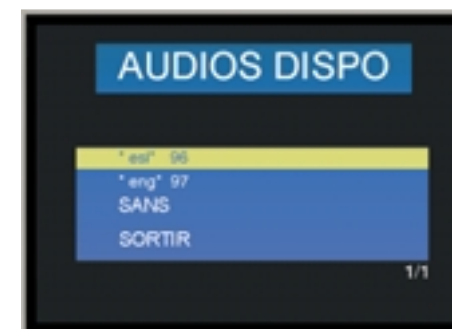 AUDIOS DISPO
"esl" 96
"eng" 97
SANS
SORTIR
1/1